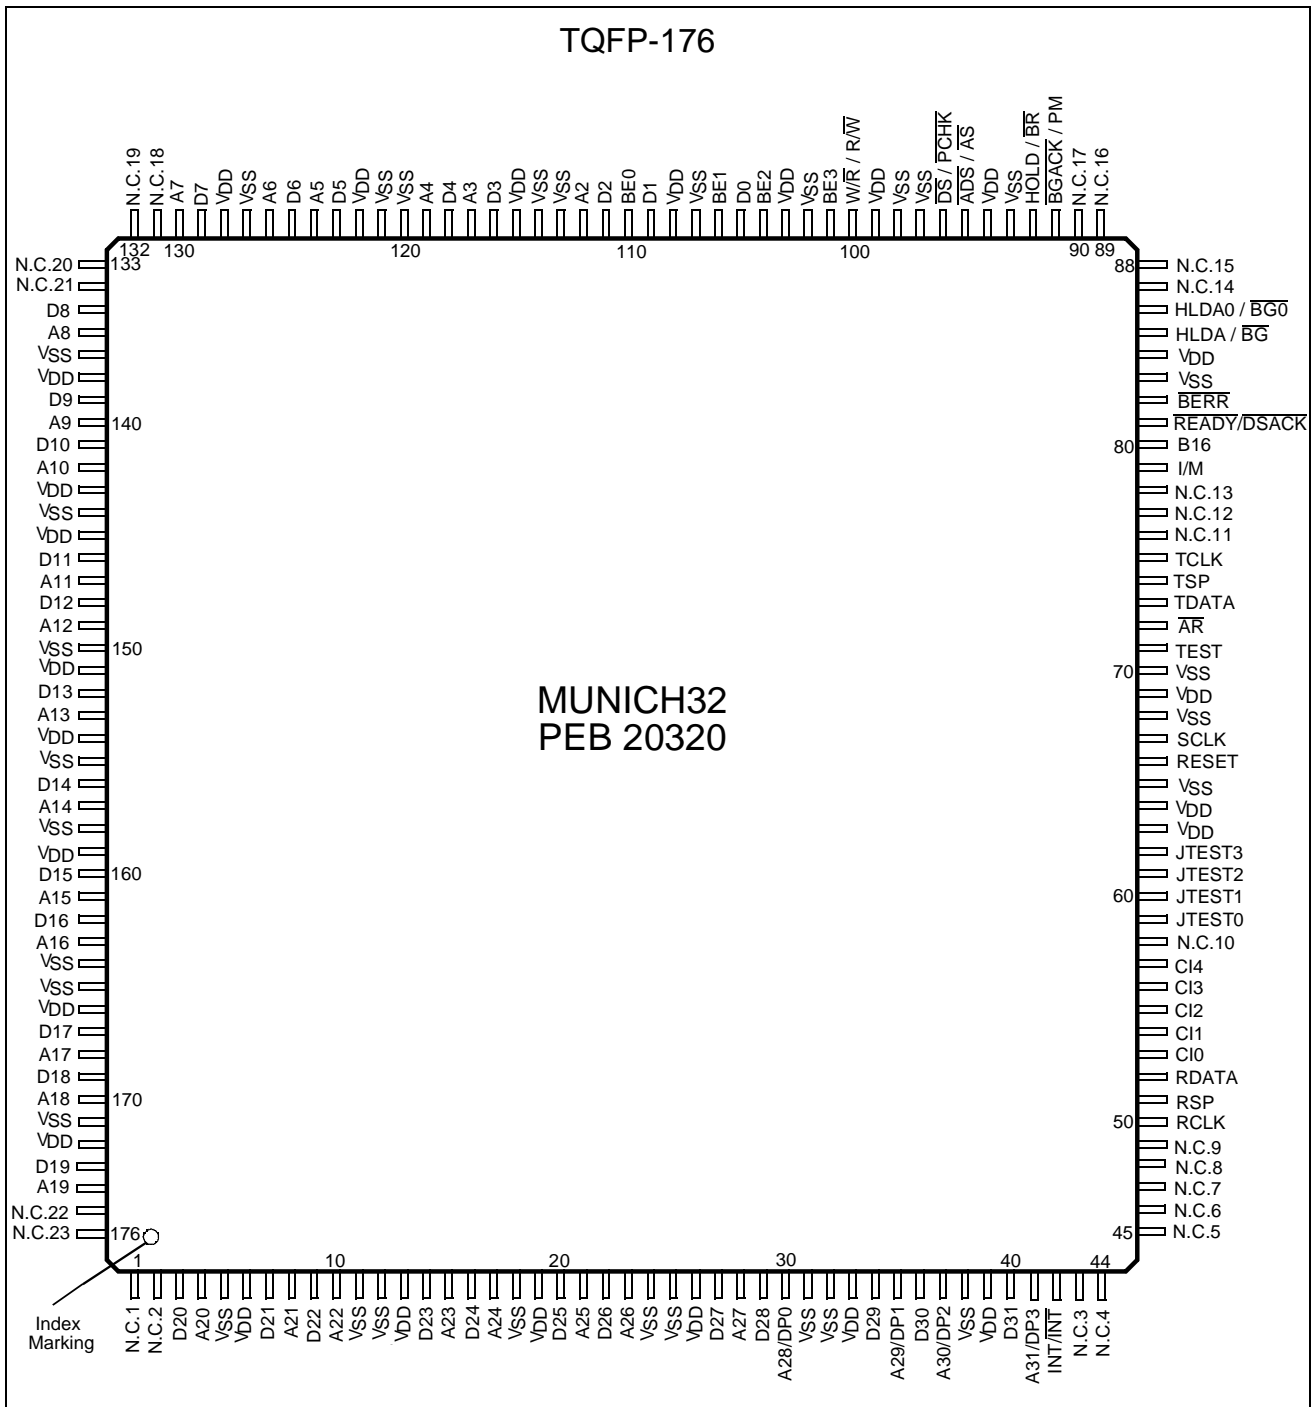 TQFP-176
N.C.19
N.C.18
A7
D7
VDD
VSS
A6
D6
A5
D5
VDD
VSS
VSS
A4
D4
A3
D3
VDD
VSS
VSS
A2
D2
BE0
D1
VDD
VSS
BE1
D0
BE2
VDD
VSS
BE3
W/R / R/W
VDD
VSS
VSS
DS / PCHK
ADS / AS
VDD
VSS
HOLD / BR
BGACK / PM
N.C.17
N.C.16
132 130 120 110 100 90 89
N.C.20 133
N.C.21
D8
A8
VSS
VDD
D9
A9 140
D10
A10
VDD
VSS
VDD
D11
A11
D12
A12
VSS 150
VDD
D13
A13
VDD
VSS
D14
A14
VSS
VDD
D15 160
A15
D16
A16
VSS
VSS
VDD
D17
A17
D18
A18 170
VSS
VDD
D19
A19
N.C.22
N.C.23 176
MUNICH32
PEB 20320
88 N.C.15
N.C.14
HLDA0 / BG0
HLDA / BG
VDD
VSS
BERR
READY/DSACK
80 B16
I/M
N.C.13
N.C.12
N.C.11
TCLK
TSP
TDATA
AR
TEST
70 VSS
VDD
VSS
SCLK
RESET
VSS
VDD
VDD
JTEST3
JTEST2
60 JTEST1
JTEST0
N.C.10
CI4
CI3
CI2
CI1
CI0
RDATA
RSP
50 RCLK
N.C.9
N.C.8
N.C.7
N.C.6
45 N.C.5
1 10 20 30 40 44
N.C.1
N.C.2
D20
A20
VSS
VDD
D21
A21
D22
A22
VSS
VSS
VDD
D23
A23
D24
A24
VSS
VDD
D25
A25
D26
A26
VSS
VSS
VDD
D27
A27
D28
A28/DP0
VSS
VSS
VDD
D29
A29/DP1
D30
A30/DP2
VSS
VDD
D31
A31/DP3
INT/INT
N.C.3
N.C.4
Index
Marking